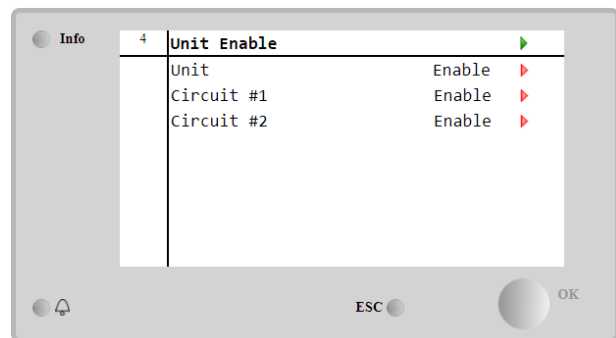 Info
4 Unit Enable
Unit Enable
Circuit #1 Enable
Circuit #2 Enable
ESC
OK